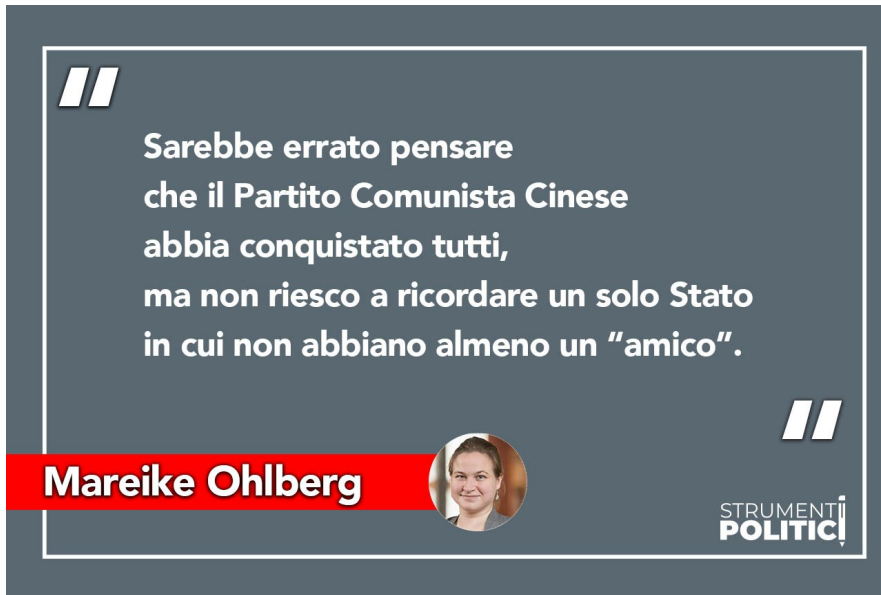 Sarebbe errato pensare
che il Partito Comunista Cinese
abbia conquistato tutti,
ma non riesco a ricordare un solo Stato
in cui non abbiano almeno un “amico”.
Mareike Ohlberg
STRUMENTI
POLITICI